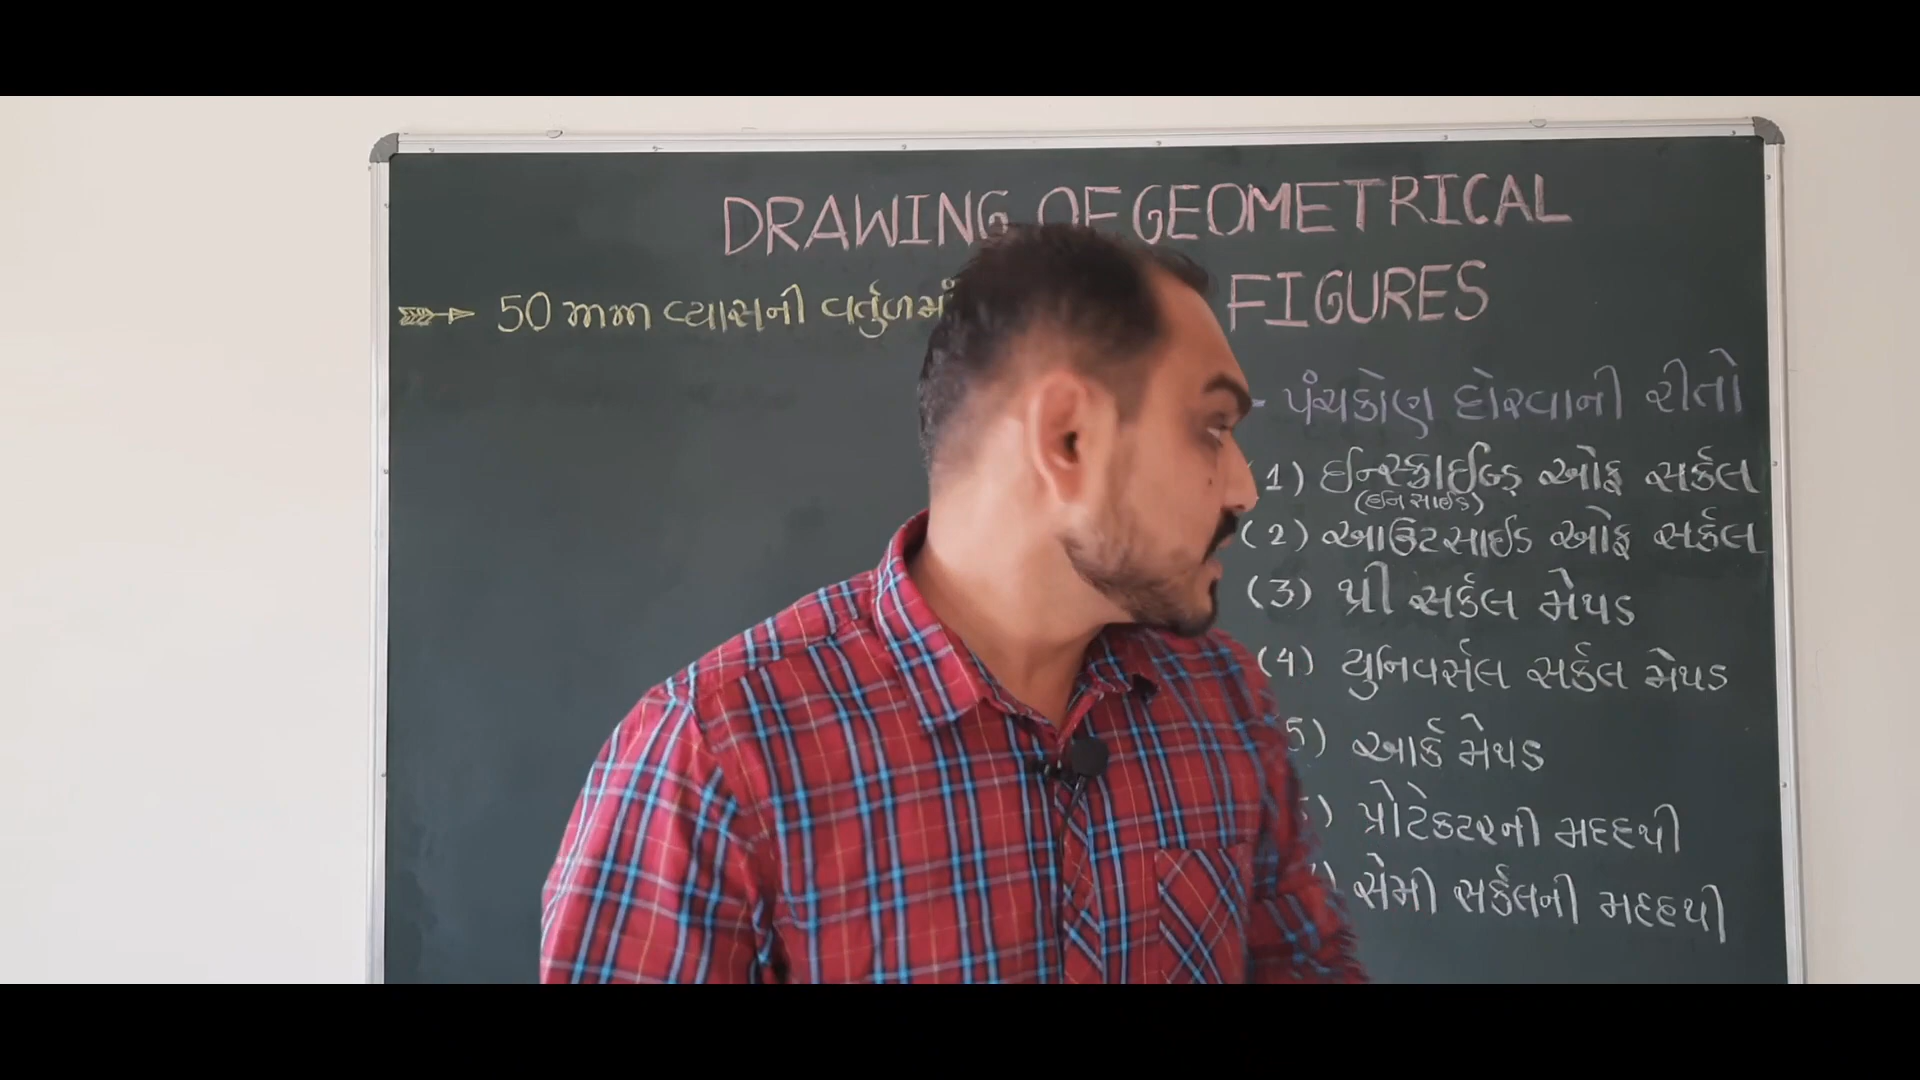 DRAWING OF GEOMETRICAL
FIGURES
50 mm વ્યાસની વર્તુળમાં
- પંચકોણ દોરવાની રીતો
1) ઈન્સ્ક્રાઈબ્ડ ઓફ સર્કલ
(ઈનસાઈડ)
(2) આઉટસાઈડ ઓફ સર્કલ
(3) થ્રી સર્કલ મેથડ
(4) યુનિવર્સલ સર્કલ મેથડ
5) આર્ક મેથડ
) પ્રોટેક્ટરની મદદથી
) સેમી સર્કલની મદદથી